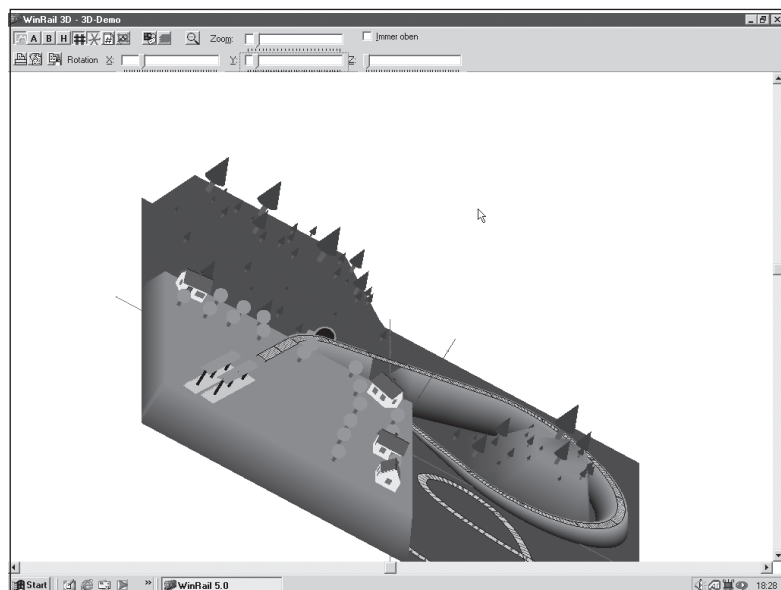 WinRail 3D - 3D-Demo
A B H Zoom: Immer oben
Rotation X: Y: Z:
Start » WinRail 5.0 18:28